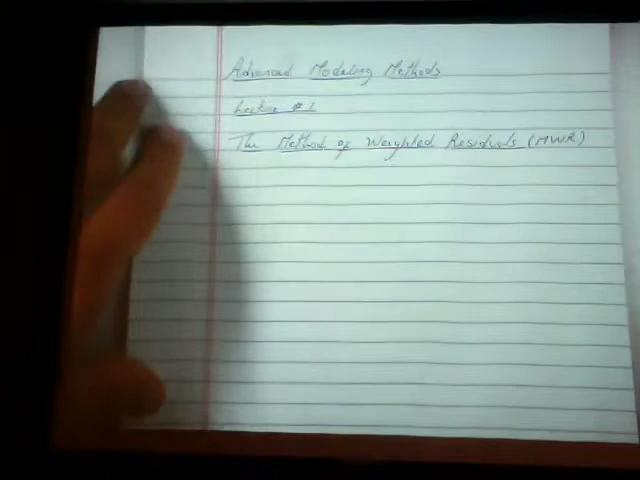 Advanced Modeling Methods
Lecture #1
The Method of Weighted Residuals (MWR)